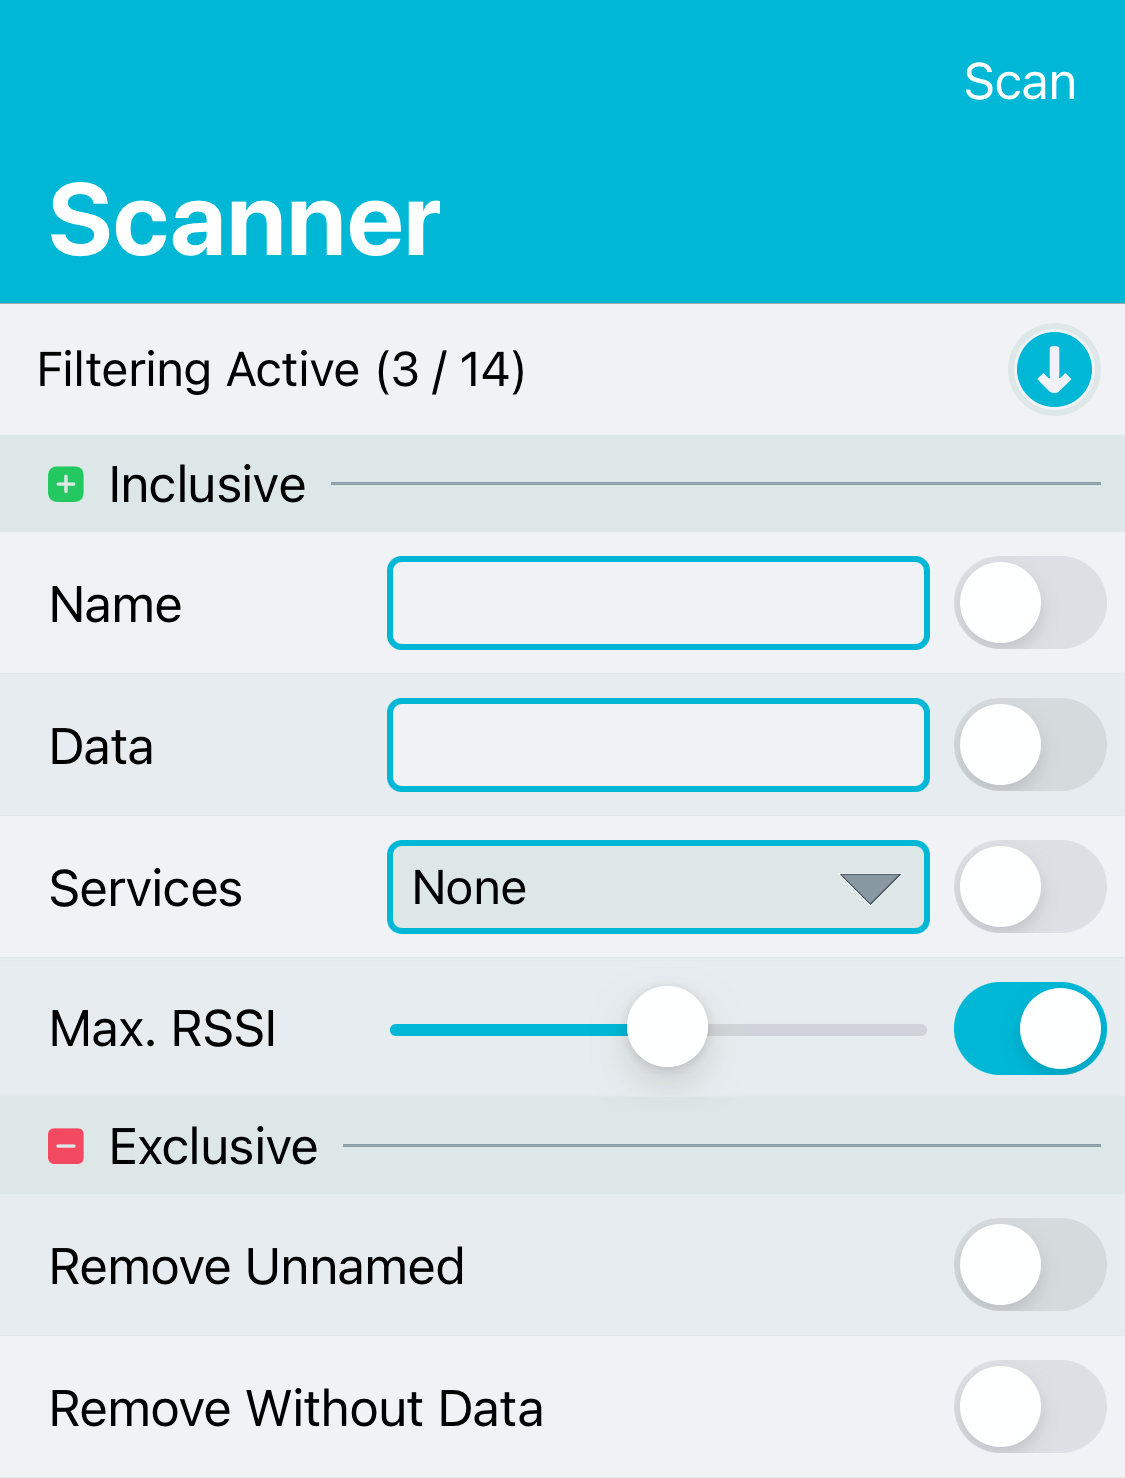 Scan
Scanner
Filtering Active (3 / 14)
Inclusive
Name
Data
Services None
Max. RSSI
Exclusive
Remove Unnamed
Remove Without Data